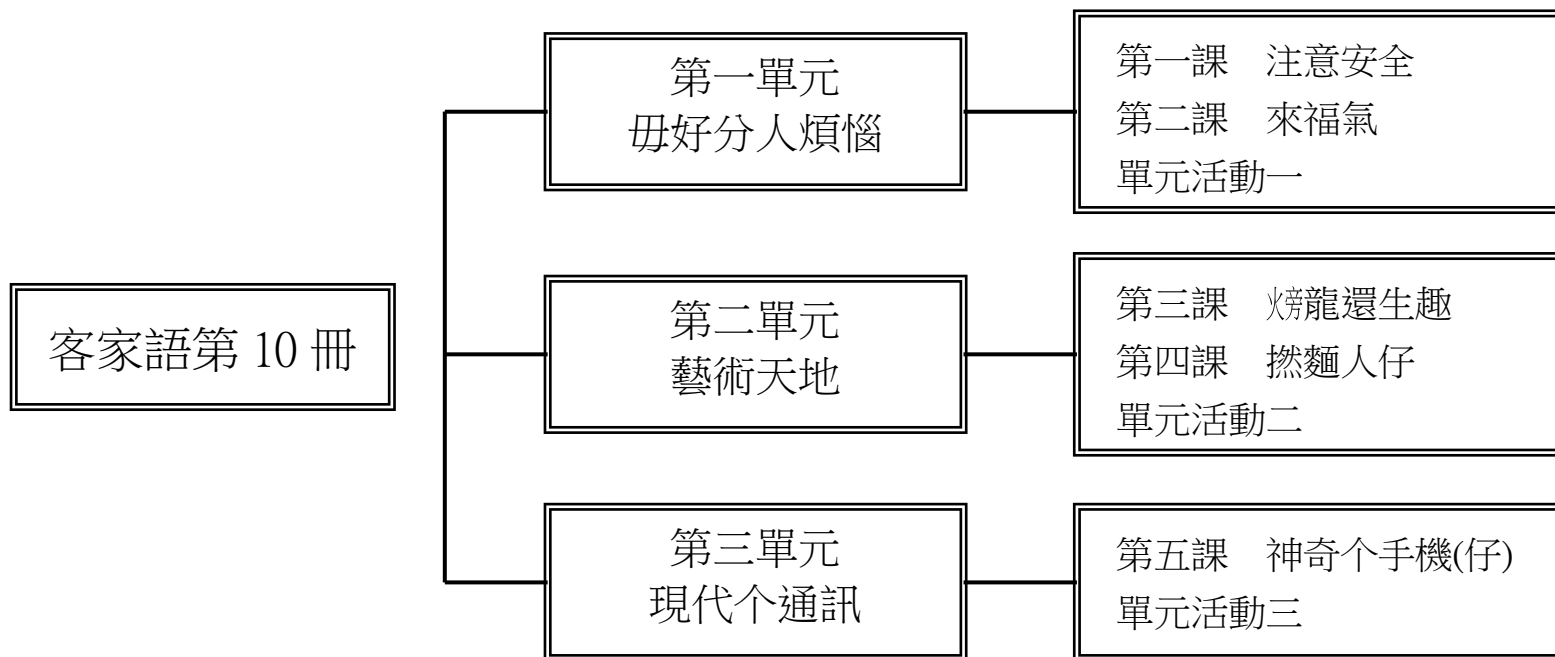 客家語第 10 冊
第一單元
毋好分人煩惱
第一課　注意安全
第二課　來福氣
單元活動一
第二單元
藝術天地
第三課　㶶龍還生趣
第四課　撚麵人仔
單元活動二
第三單元
現代个通訊
第五課　神奇个手機(仔)
單元活動三